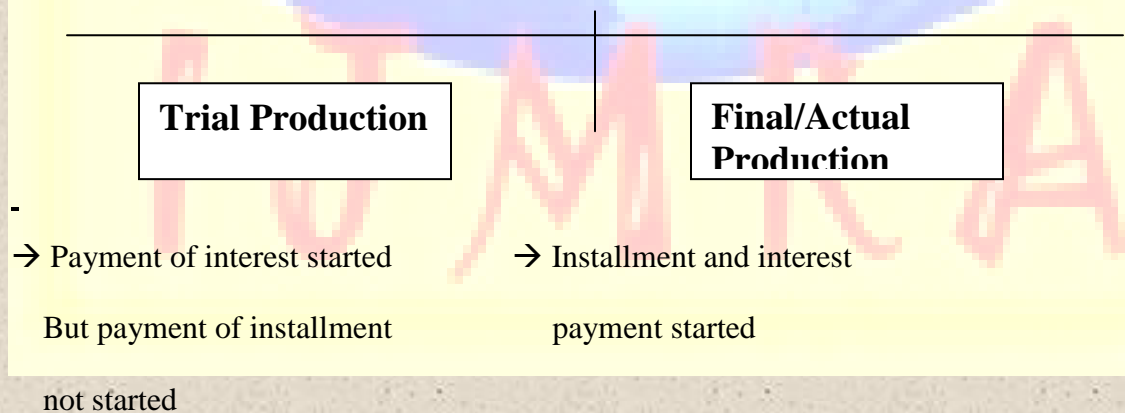 IJMRA
Trial Production
Final/Actual
Production
-
→ Payment of interest started
But payment of installment
not started
→ Installment and interest
payment started